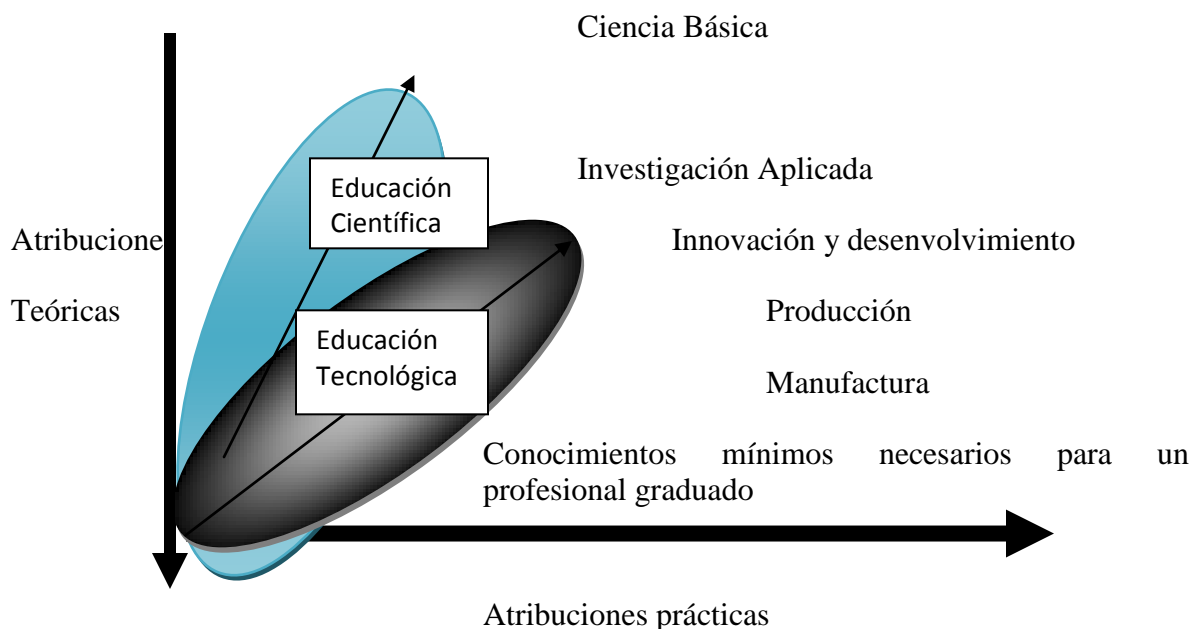 Ciencia Básica
Educación
Científica
Investigación Aplicada
Atribucione
Teóricas
Innovación y desenvolvimiento
Educación
Tecnológica
Producción
Manufactura
Conocimientos mínimos necesarios para un
profesional graduado
Atribuciones prácticas